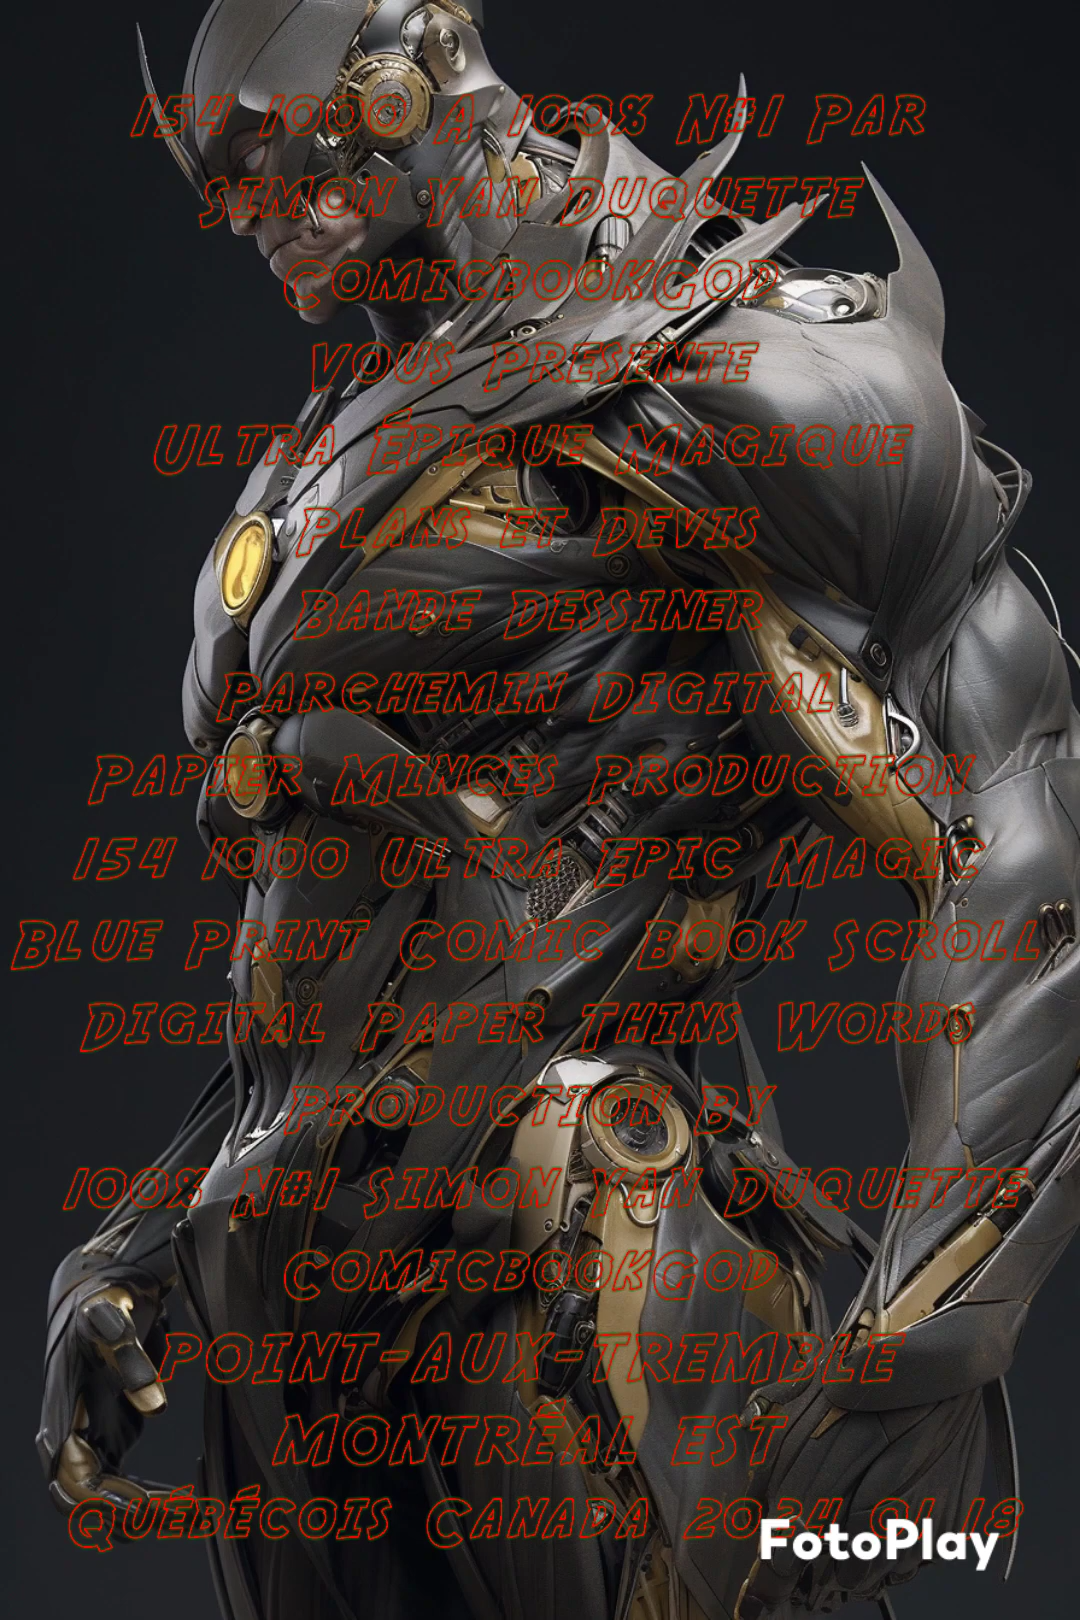 154 1000 A 100% N#1 Par
Simon Yan Duquette
ComicbookGod
vous Presente
Ultra Épique Magique
Plans et Devis
Bande Dessiner
Parchemin Digital
Papier Minces Production
154 1000 Ultra Epic Magic
Blue Print Comic Book Scroll
Digital Paper Thins Words
Production By
100% N#1 Simon Yan Duquette
ComicbookGod
Point-aux-Tremble
Montréal Est
Québécois Canada 2024 01 18
FotoPlay